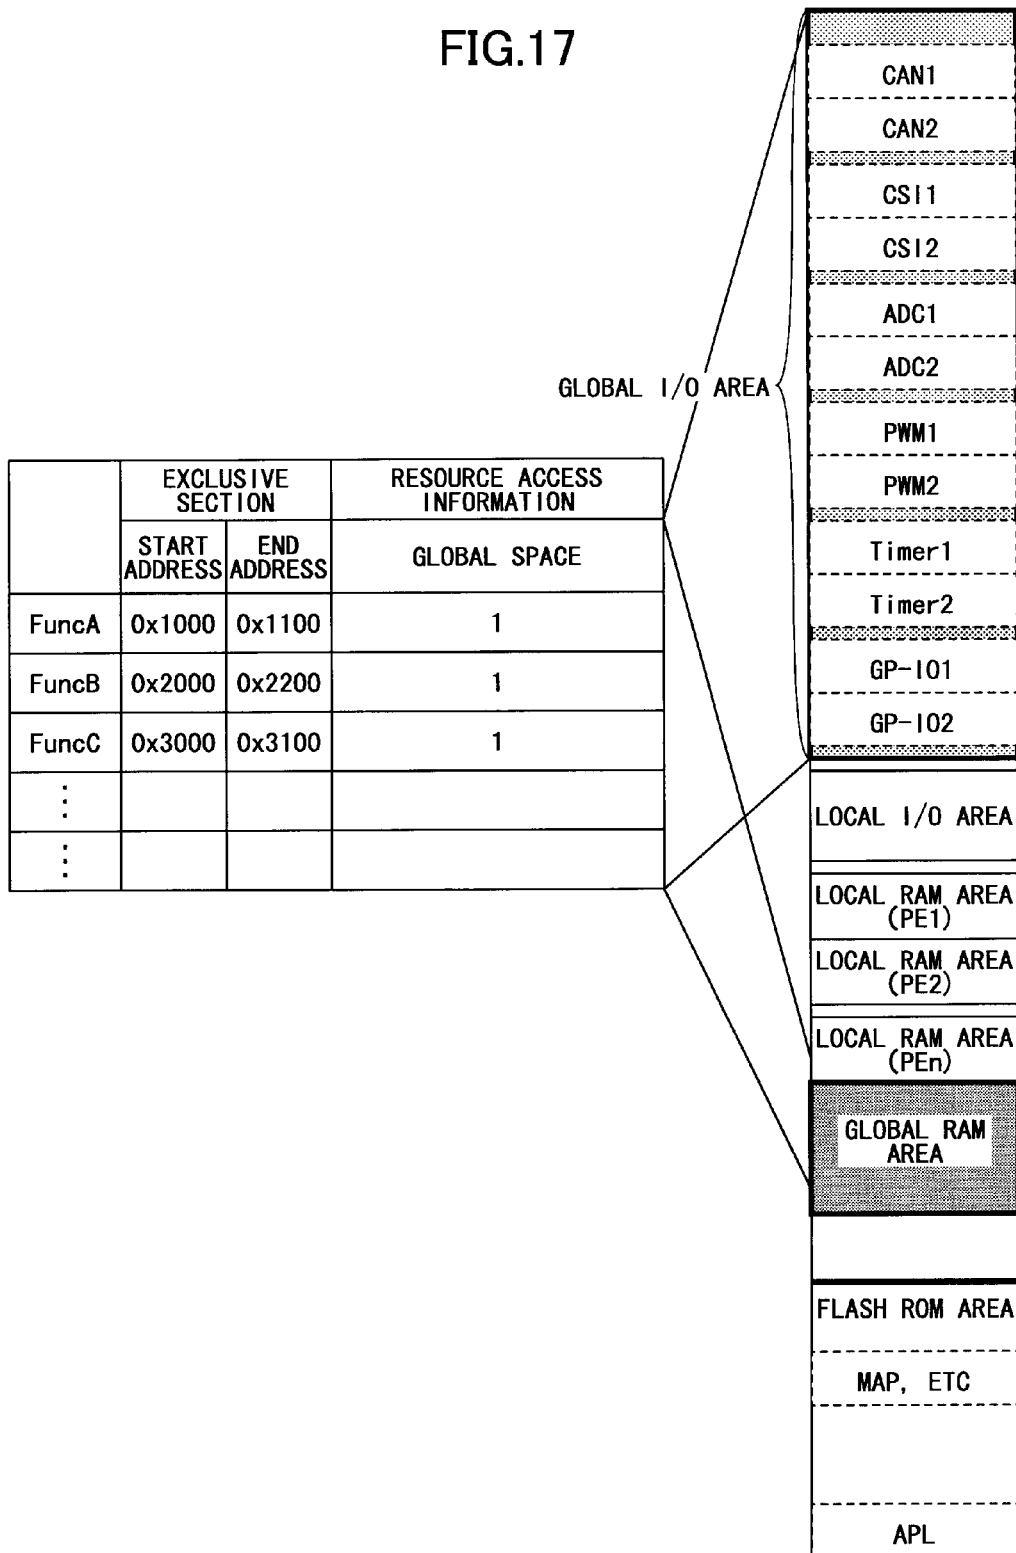 FIG.17
CAN1
CAN2
CSI1
CSI2
ADC1
ADC2
GLOBAL I/O AREA
PWM1
PWM2
Timer1
Timer2
GP-IO1
GP-IO2
EXCLUSIVE
SECTION
RESOURCE ACCESS
INFORMATION
START
ADDRESS
END
ADDRESS
GLOBAL SPACE
FuncA 0x1000 0x1100 1
FuncB 0x2000 0x2200 1
FuncC 0x3000 0x3100 1
⋮
⋮
LOCAL I/O AREA
LOCAL RAM AREA
(PE1)
LOCAL RAM AREA
(PE2)
LOCAL RAM AREA
(PEn)
GLOBAL RAM
AREA
FLASH ROM AREA
MAP, ETC
APL